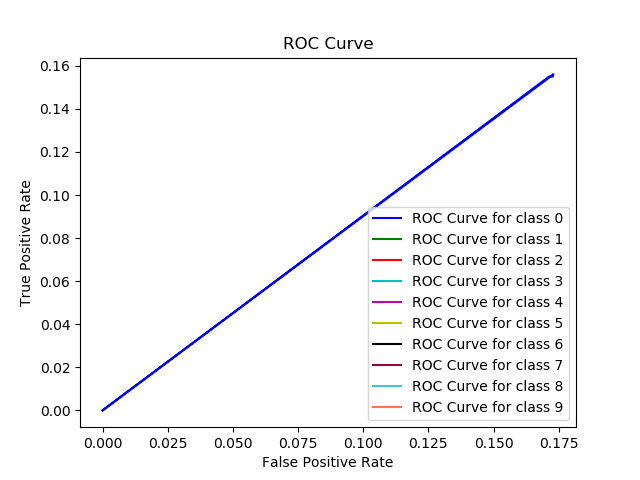 ROC Curve
0.16
0.14
0.12
0.10
0.08
0.06
0.04
0.02
0.00
True Positive Rate
ROC Curve for class 0
ROC Curve for class 1
ROC Curve for class 2
ROC Curve for class 3
ROC Curve for class 4
ROC Curve for class 5
ROC Curve for class 6
ROC Curve for class 7
ROC Curve for class 8
ROC Curve for class 9
0.000 0.025 0.050 0.075 0.100 0.125 0.150 0.175
False Positive Rate